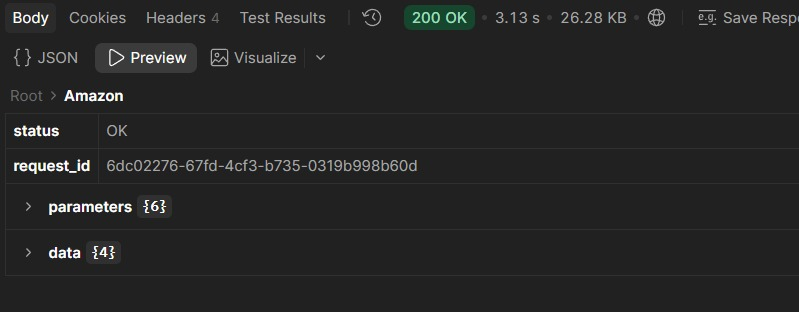 Body Cookies Headers 4 Test Results 200 OK • 3.13 s • 26.28 KB • e.g. Save Resp
{} JSON Preview Visualize
Root > Amazon
status OK
request_id 6dc02276-67fd-4cf3-b735-0319b998b60d
> parameters {6}
> data {4}